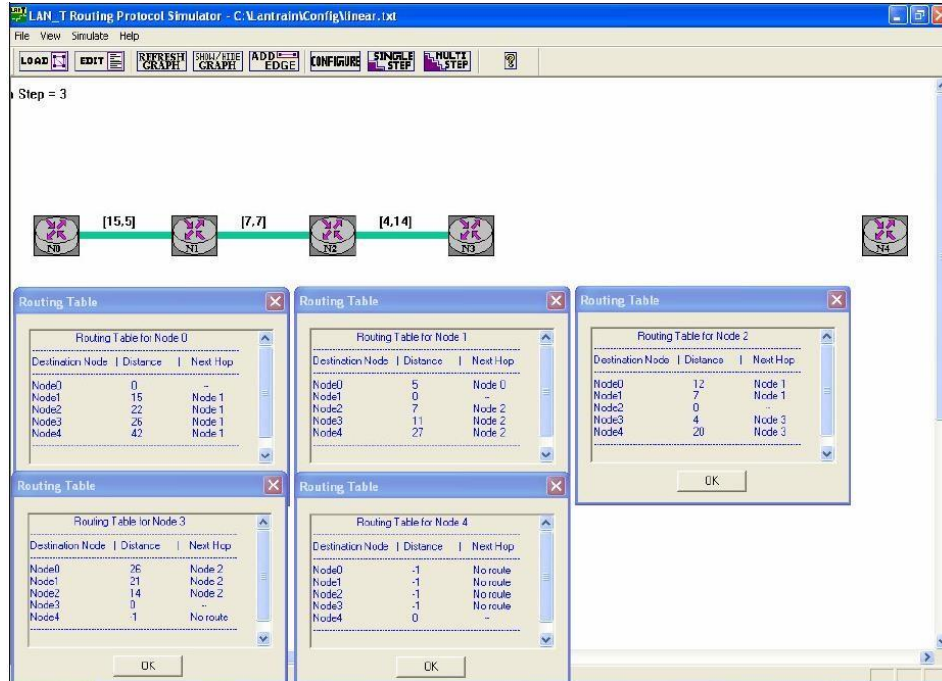 LAN_T Routing Protocol Simulator - C:\Lantrain\Config\linear.txt
File View Simulate Help
LOAD EDIT REFRESH GRAPH SHOW/HIDE GRAPH ADD EDGE CONFIGURE SINGLE STEP MULTI STEP ?
Step = 3
[15,5] [7,7] [4,14]
N0 N1 N2 N3 N4
Routing Table
Routing Table for Node 0
Destination Node | Distance | Next Hop
Node0 0 --
Node1 15 Node 1
Node2 22 Node 1
Node3 26 Node 1
Node4 42 Node 1
Routing Table
Routing Table for Node 1
Destination Node | Distance | Next Hop
Node0 5 Node 0
Node1 0 --
Node2 7 Node 2
Node3 11 Node 2
Node4 27 Node 2
Routing Table
Routing Table for Node 2
Destination Node | Distance | Next Hop
Node0 12 Node 1
Node1 7 Node 1
Node2 0 --
Node3 4 Node 3
Node4 20 Node 3
OK
Routing Table
Routing Table for Node 3
Destination Node | Distance | Next Hop
Node0 26 Node 2
Node1 21 Node 2
Node2 14 Node 2
Node3 0 --
Node4 -1 No route
OK
Routing Table
Routing Table for Node 4
Destination Node | Distance | Next Hop
Node0 -1 No route
Node1 -1 No route
Node2 -1 No route
Node3 -1 No route
Node4 0 --
OK